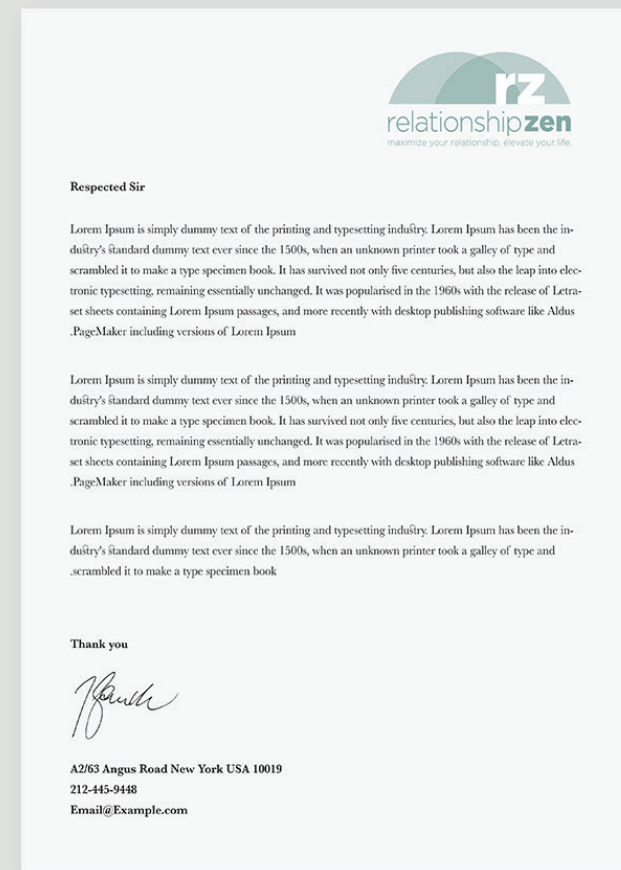 rz
relationshipzen
maximize your relationship, elevate your life.
Respected Sir
Lorem Ipsum is simply dummy text of the printing and typesetting industry. Lorem Ipsum has been the in-
dustry's standard dummy text ever since the 1500s, when an unknown printer took a galley of type and
scrambled it to make a type specimen book. It has survived not only five centuries, but also the leap into elec-
tronic typesetting, remaining essentially unchanged. It was popularised in the 1960s with the release of Letra-
set sheets containing Lorem Ipsum passages, and more recently with desktop publishing software like Aldus
.PageMaker including versions of Lorem Ipsum
Lorem Ipsum is simply dummy text of the printing and typesetting industry. Lorem Ipsum has been the in-
dustry's standard dummy text ever since the 1500s, when an unknown printer took a galley of type and
scrambled it to make a type specimen book. It has survived not only five centuries, but also the leap into elec-
tronic typesetting, remaining essentially unchanged. It was popularised in the 1960s with the release of Letra-
set sheets containing Lorem Ipsum passages, and more recently with desktop publishing software like Aldus
.PageMaker including versions of Lorem Ipsum
Lorem Ipsum is simply dummy text of the printing and typesetting industry. Lorem Ipsum has been the in-
dustry's standard dummy text ever since the 1500s, when an unknown printer took a galley of type and
.scrambled it to make a type specimen book
Thank you
A2/63 Angus Road New York USA 10019
212-445-9448
Email@Example.com